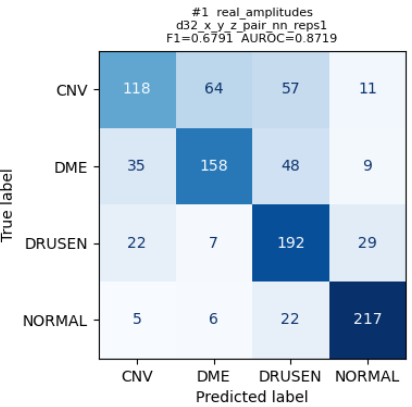 #1 real_amplitudes
d32_x_y_z_pair_nn_reps1
F1=0.6791 AUROC=0.8719
True label
CNV 118 64 57 11
DME 35 158 48 9
DRUSEN 22 7 192 29
NORMAL 5 6 22 217
CNV DME DRUSEN NORMAL
Predicted label